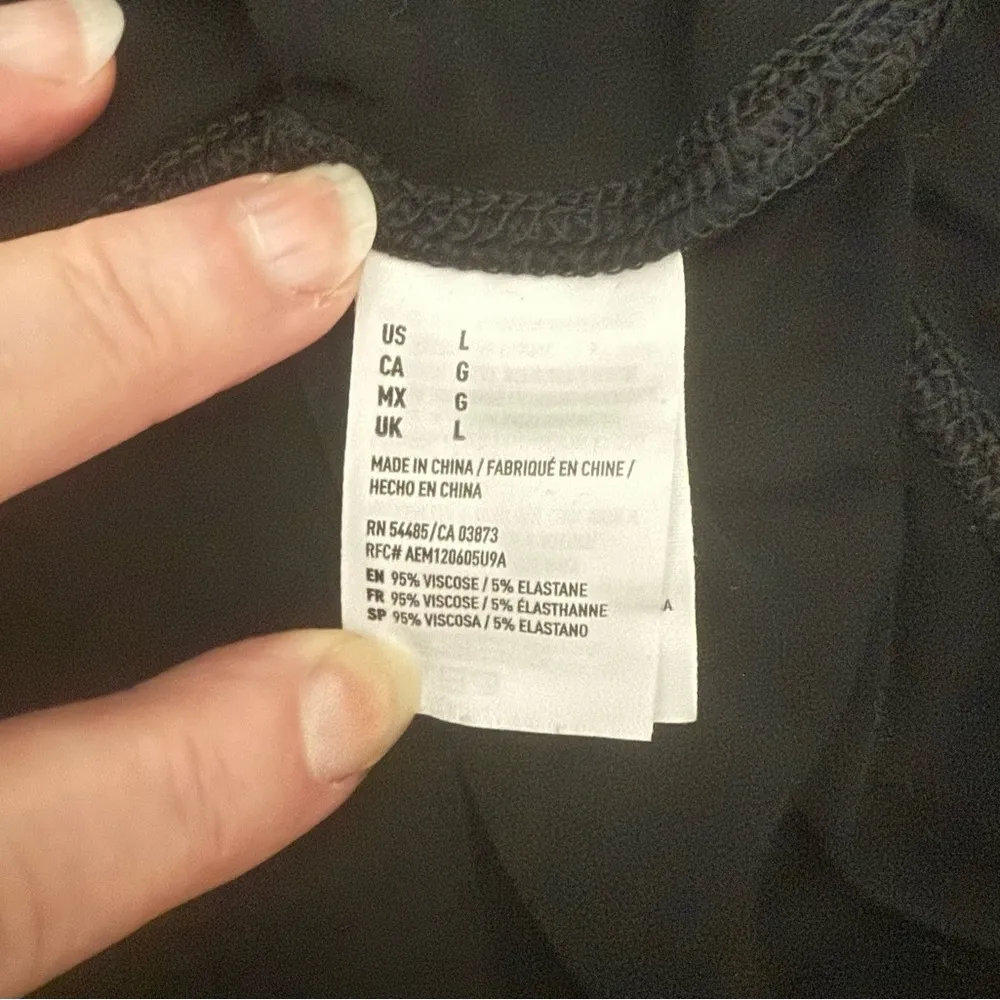 US L
CA G
MX G
UK L
MADE IN CHINA / FABRIQUÉ EN CHINE /
HECHO EN CHINA
RN 54485/CA 03873
RFC# AEM120605U9A
EN 95% VISCOSE / 5% ELASTANE
FR 95% VISCOSE / 5% ÉLASTHANNE
SP 95% VISCOSA / 5% ELASTANO
A